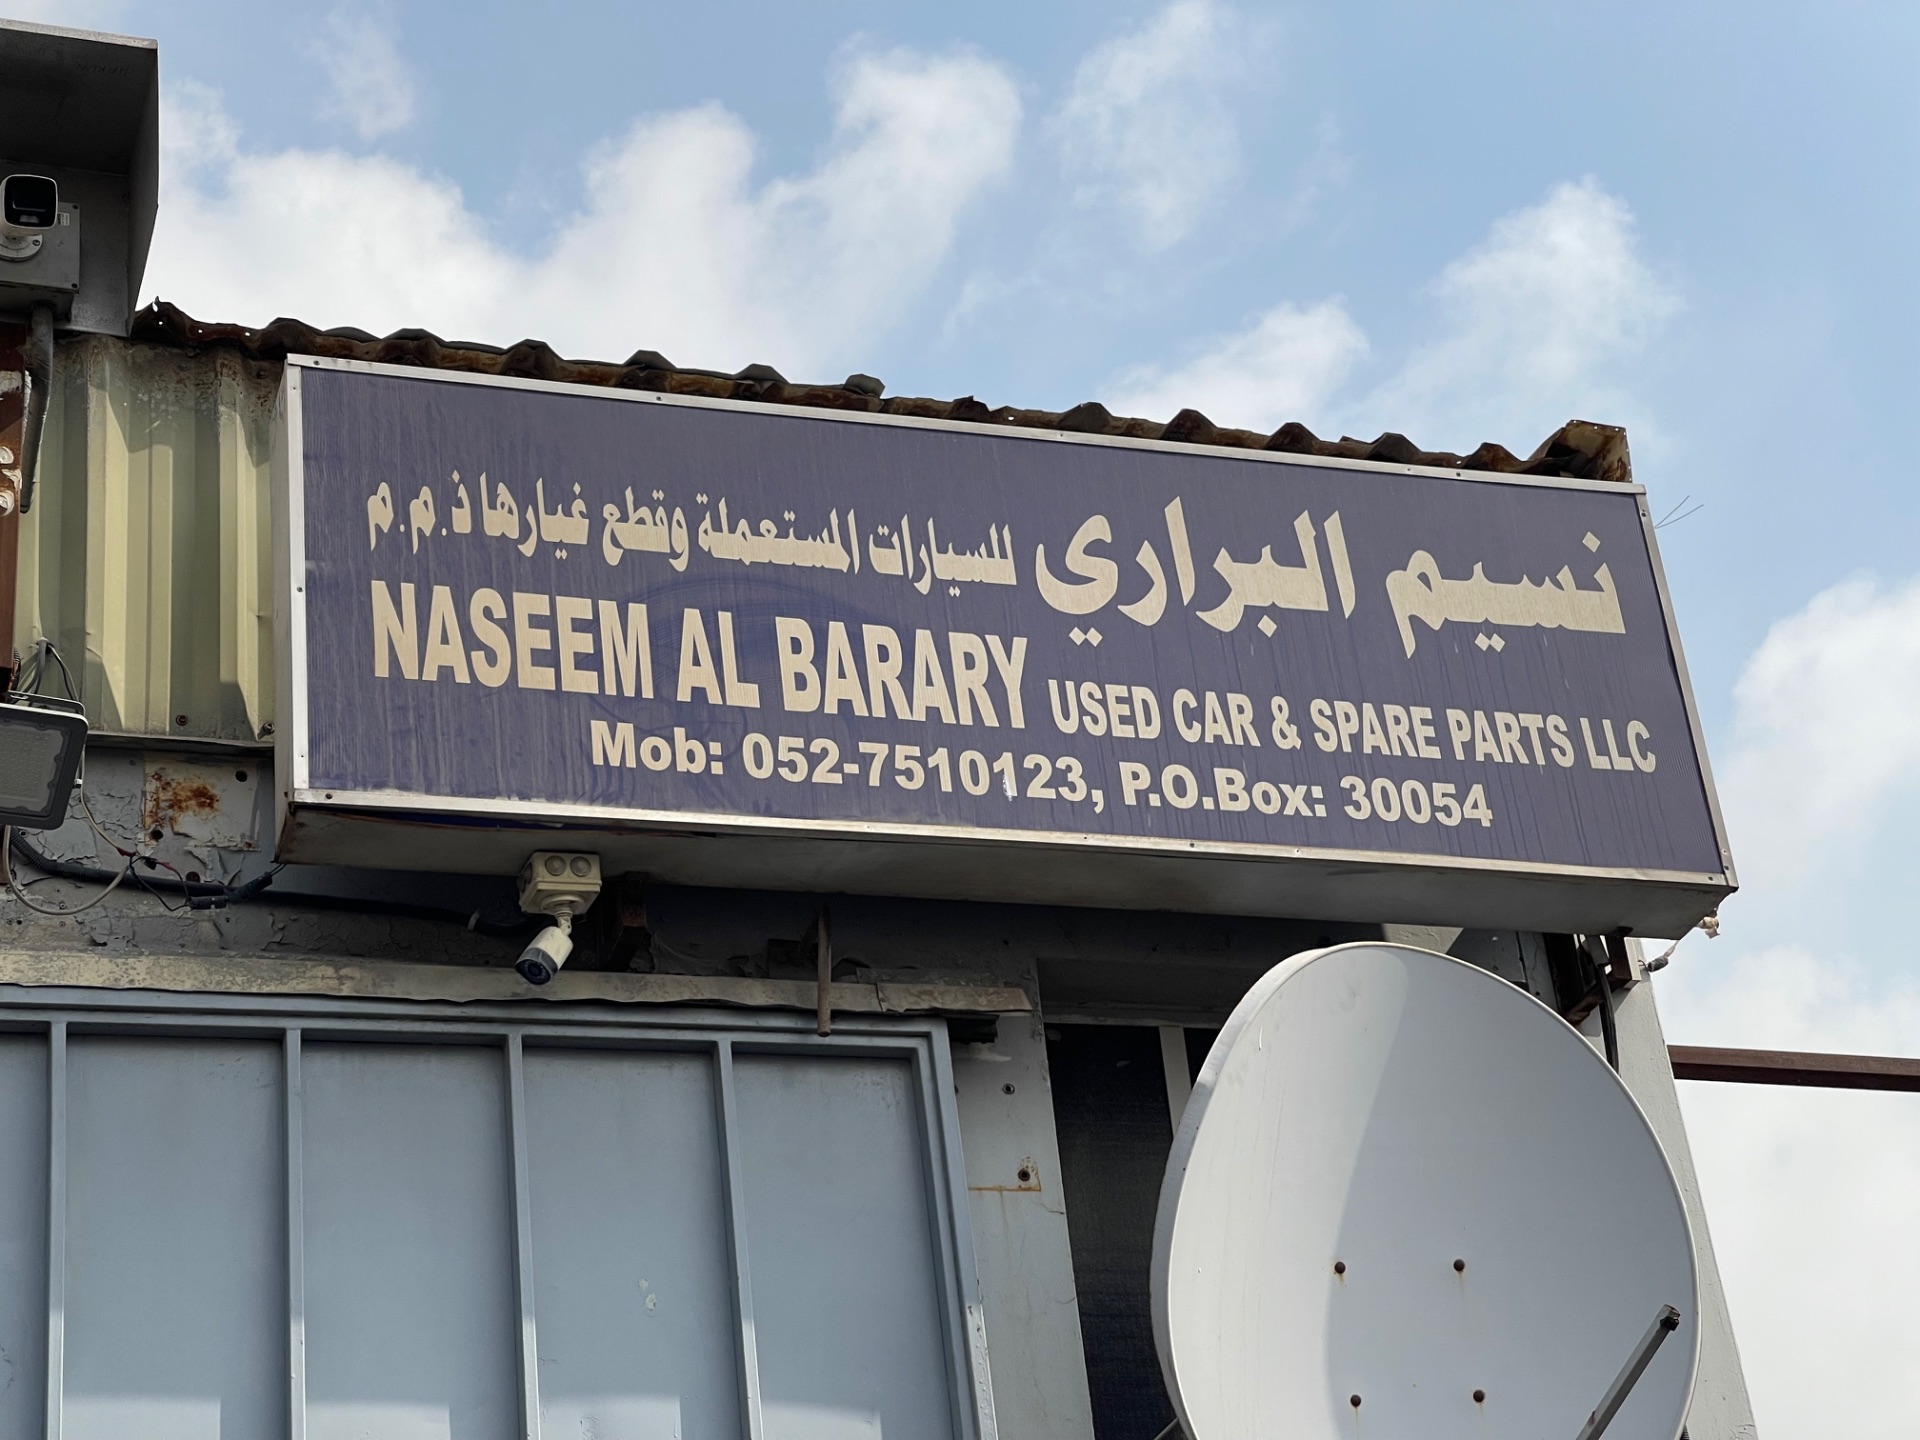 نسيم البراري للسيارات المستعملة وقطع غيارها ذ.م.م
NASEEM AL BARARY USED CAR & SPARE PARTS LLC
Mob: 052-7510123, P.O.Box: 30054